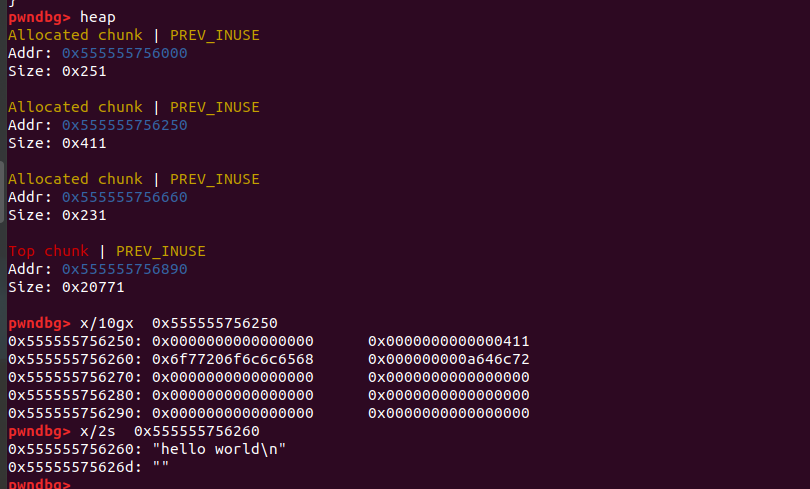 }
pwndbg> heap
Allocated chunk | PREV_INUSE
Addr: 0x555555756000
Size: 0x251

Allocated chunk | PREV_INUSE
Addr: 0x555555756250
Size: 0x411

Allocated chunk | PREV_INUSE
Addr: 0x555555756660
Size: 0x231

Top chunk | PREV_INUSE
Addr: 0x555555756890
Size: 0x20771

pwndbg> x/10gx  0x555555756250
0x555555756250: 0x0000000000000000      0x0000000000000411
0x555555756260: 0x6f77206f6c6c6568      0x000000000a646c72
0x555555756270: 0x0000000000000000      0x0000000000000000
0x555555756280: 0x0000000000000000      0x0000000000000000
0x555555756290: 0x0000000000000000      0x0000000000000000
pwndbg> x/2s  0x555555756260
0x555555756260: "hello world\n"
0x55555575626d: ""
pwndbg>